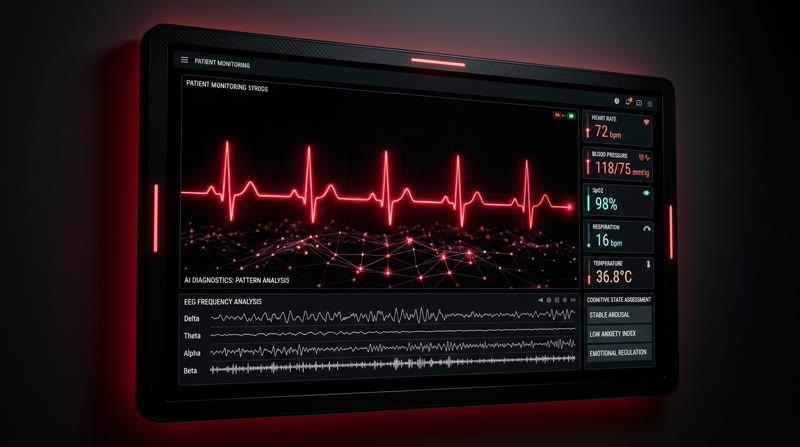 PATIENT MONITORING
PATIENT MONITORING
HEART RATE
72 bpm
BLOOD PRESSURE
118/75 mmHg
SpO2
98%
RESPIRATION
16 bpm
TEMPERATURE
36.8°C
AI DIAGNOSTICS: PATTERN ANALYSIS
EEG FREQUENCY ANALYSIS
Delta
Theta
Alpha
Beta
COGNITIVE STATE ASSESSMENT
STABLE AROUSAL
LOW ANXIETY INDEX
EMOTIONAL REGULATION